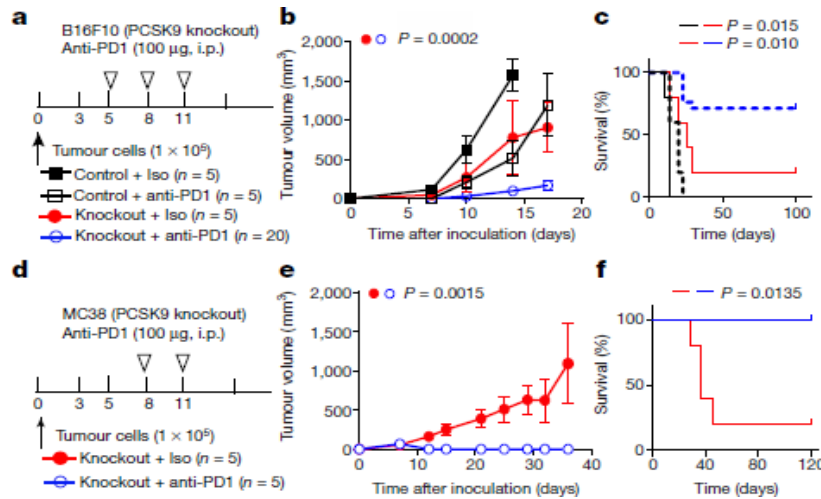 a
B16F10 (PCSK9 knockout)
Anti-PD1 (100 μg, i.p.)
0 3 5 8 11
Tumour cells (1 × 10⁵)
Control + Iso (n = 5)
Control + anti-PD1 (n = 5)
Knockout + Iso (n = 5)
Knockout + anti-PD1 (n = 20)
b
P = 0.0002
Tumour volume (mm³)
2,000
1,500
1,000
500
0
0 5 10 15 20
Time after inoculation (days)
c
P = 0.015
P = 0.010
Survival (%)
100
50
0
0 50 100
Time (days)
d
MC38 (PCSK9 knockout)
Anti-PD1 (100 μg, i.p.)
0 3 5 8 11
Tumour cells (1 × 10⁵)
Knockout + Iso (n = 5)
Knockout + anti-PD1 (n = 5)
e
P = 0.0015
Tumour volume (mm³)
2,000
1,500
1,000
500
0
0 10 20 30 40
Time after inoculation (days)
f
P = 0.0135
Survival (%)
100
50
0
0 40 80 120
Time (days)